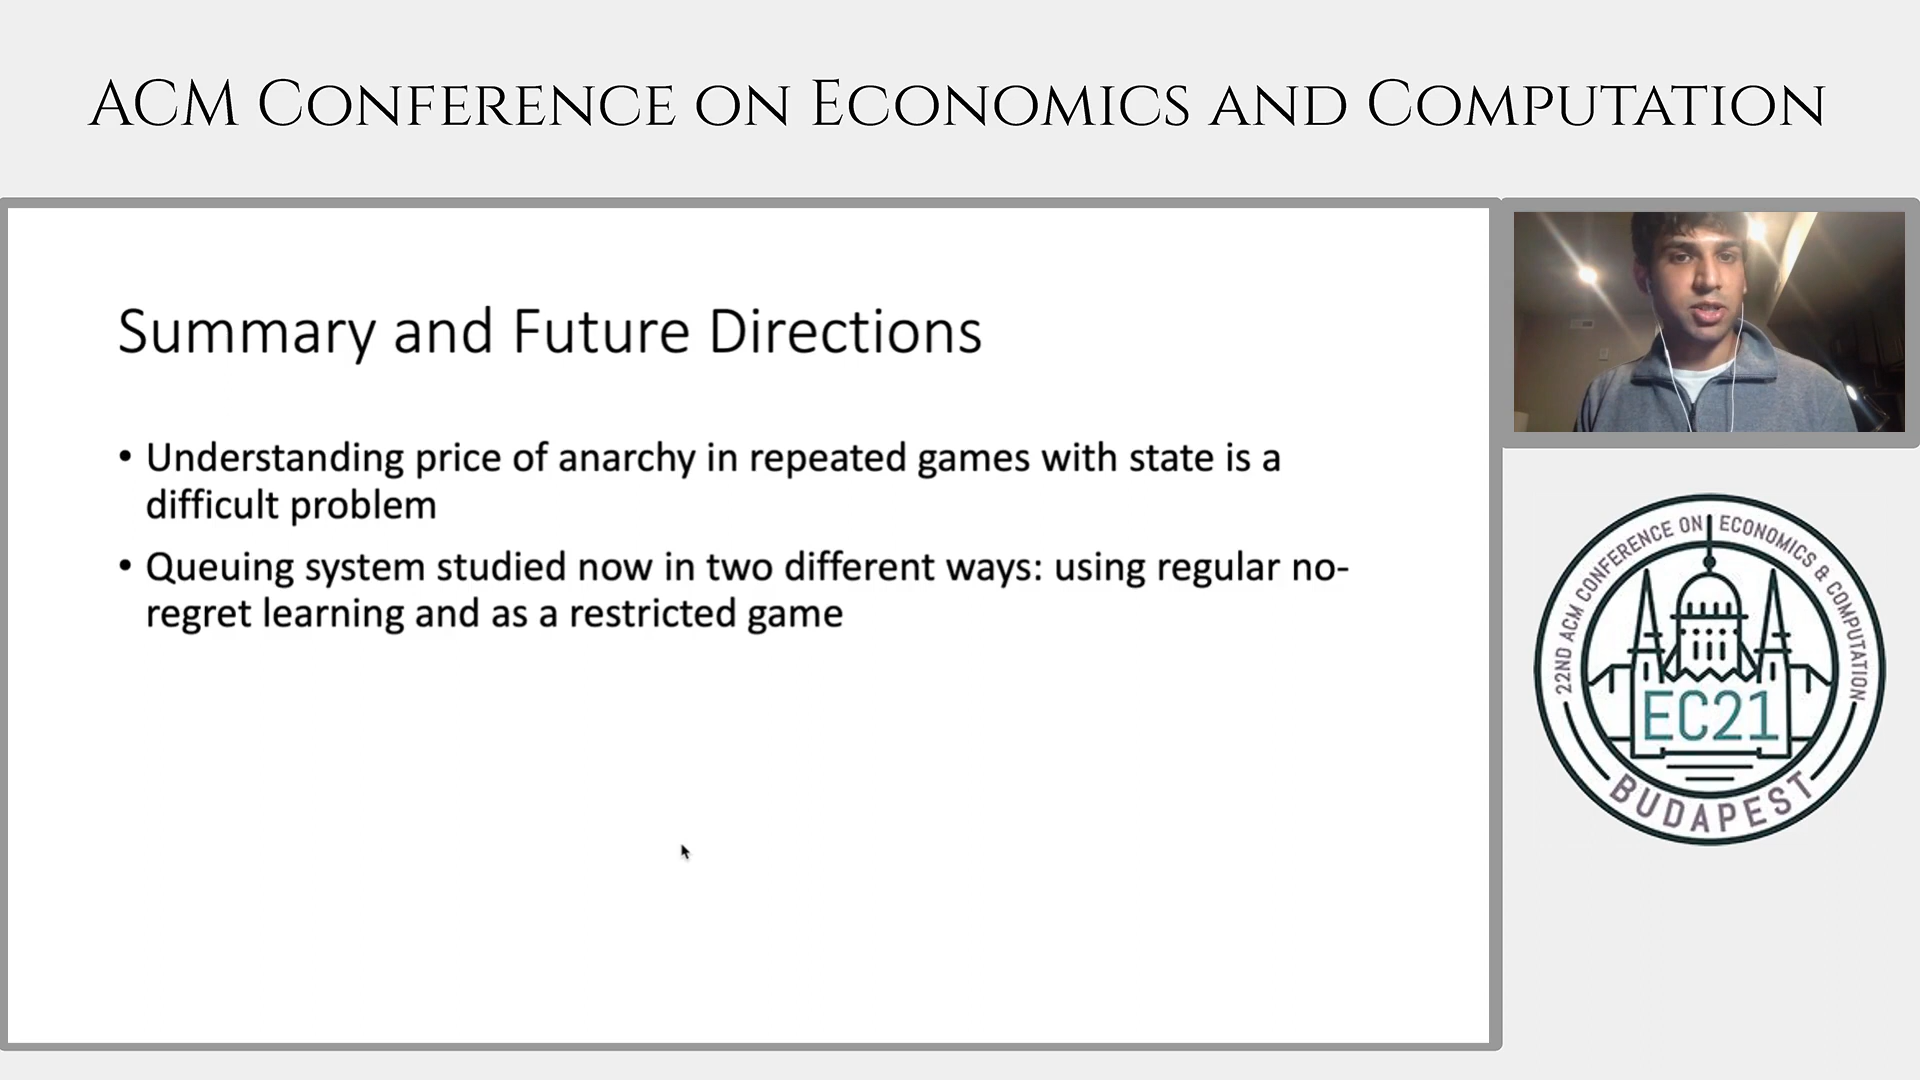 ACM Conference on Economics and Computation
Summary and Future Directions
• Understanding price of anarchy in repeated games with state is a
difficult problem
• Queuing system studied now in two different ways: using regular no-
regret learning and as a restricted game
22ND ACM CONFERENCE ON ECONOMICS & COMPUTATION
EC21
BUDAPEST